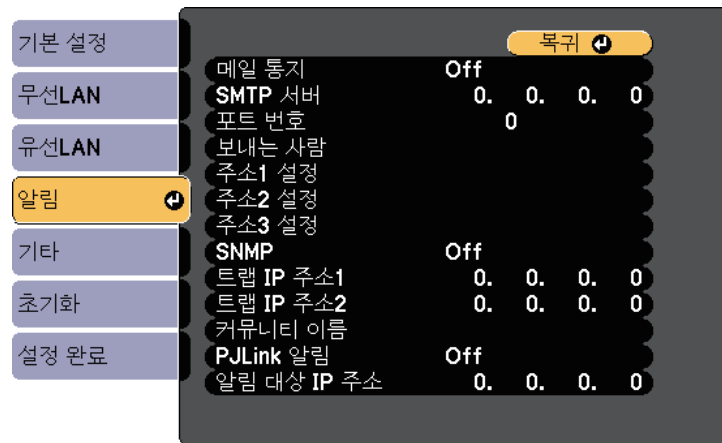 기본 설정
무선LAN
유선LAN
알림
기타
초기화
설정 완료
복귀
메일 통지 Off
SMTP 서버 0. 0. 0. 0
포트 번호 0
보내는 사람
주소1 설정
주소2 설정
주소3 설정
SNMP Off
트랩 IP 주소1 0. 0. 0. 0
트랩 IP 주소2 0. 0. 0. 0
커뮤니티 이름
PJLink 알림 Off
알림 대상 IP 주소 0. 0. 0. 0